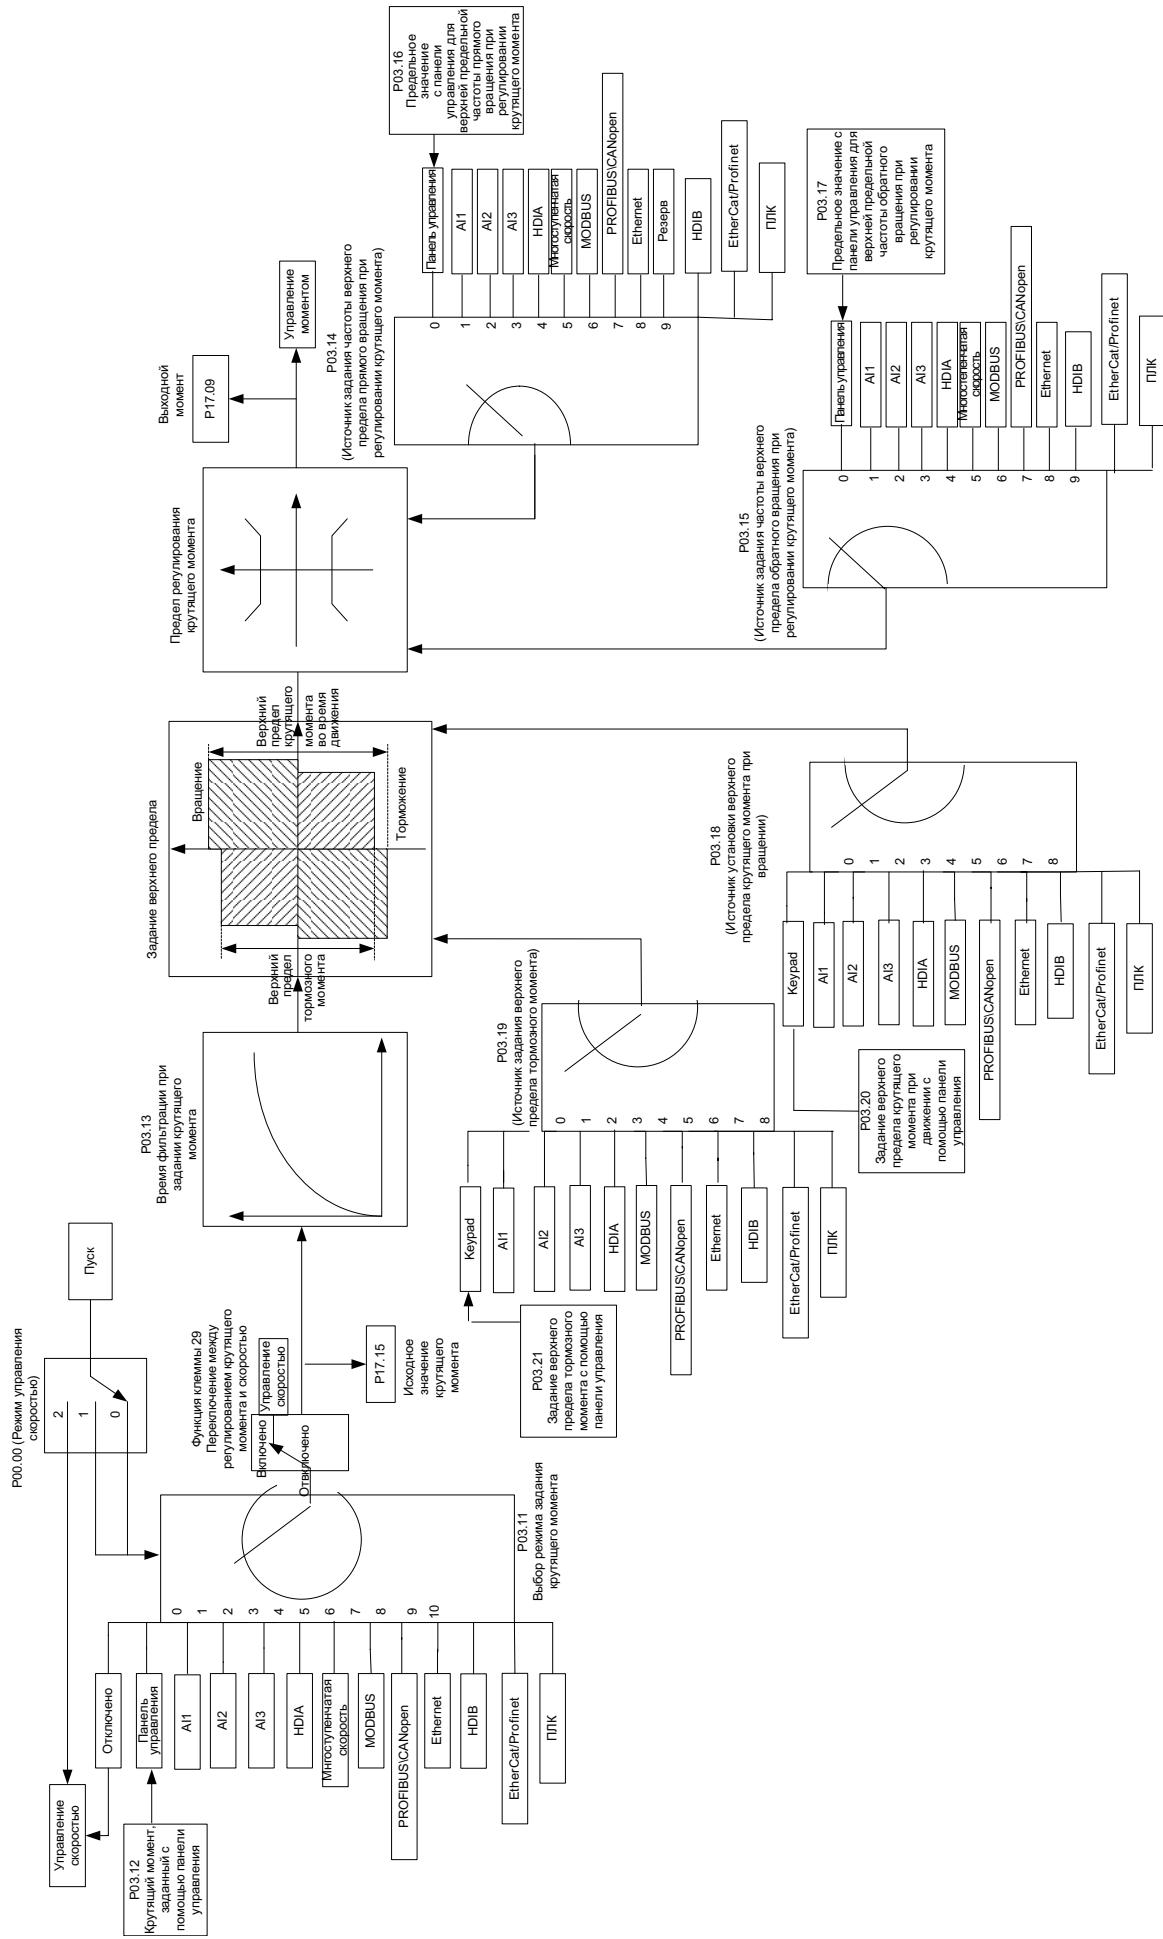 P00.00 (Режим управления
скоростью)
2
1
0
Пуск
Управление
скоростью
P03.12
Крутящий момент,
заданный с
помощью панели
управления
Отключено
Панель
управления
AI1
AI2
AI3
HDIA
Мнгоступенчатая
скорость
MODBUS
PROFIBUS\CANopen
Ethernet
HDIB
EtherCat/Profinet
ПЛК
0
1
2
3
4
5
6
7
8
9
10
P03.11
Выбор режима задания
крутящего момента
Функция клеммы 29
Переключение между
регулированием крутящего
момента и скоростью
Включено
Управление
скоростью
Отвключено
P17.15
Исходное
значение
крутящего
момента
P03.13
Время фильтрации при
задании крутящего
момента
Задание верхнего предела
Вращение
Торможение
Верхний
предел
тормозного
момента
Верхний
предел
крутящего
момента
во время
движения
Предел регулирования
крутящего момента
Выходной
момент
P17.09
Управление
моментом
P03.21
Задание верхнего
предела тормозного
момента с помощью
панели управления
Keypad
AI1
AI2
AI3
HDIA
MODBUS
PROFIBUS\CANopen
Ethernet
HDIB
EtherCat/Profinet
ПЛК
0
1
2
3
4
5
6
7
8
P03.19
(Источник задания верхнего
предела тормозного момента)
P03.20
Задание верхнего
предела крутящего
момента при
движении с
помощью панели
управления
Keypad
AI1
AI2
AI3
HDIA
MODBUS
PROFIBUS\CANopen
Ethernet
HDIB
EtherCat/Profinet
ПЛК
0
1
2
3
4
5
6
7
8
P03.18
(Источник установки верхнего
предела крутящего момента при
вращении)
P03.14
(Источник задания частоты верхнего
предела прямого вращения при
регулировании крутящего момента)
0
1
2
3
4
5
6
7
8
9
Панель управления
AI1
AI2
AI3
HDIA
Многоступенчатая
скорость
MODBUS
PROFIBUS\CANopen
Ethernet
Резерв
HDIB
EtherCat/Profinet
ПЛК
P03.16
Предельное
значение
с панели
управления для
верхней предельной
частоты прямого
вращения при
регулировании
крутящего момента
P03.15
(Источник задания частоты верхнего
предела обратного вращения при
регулировании крутящего момента)
0
1
2
3
4
5
6
7
8
9
Панель управления
AI1
AI2
AI3
HDIA
Многостепенчатая
скорость
MODBUS
PROFIBUS\CANopen
Ethernet
HDIB
EtherCat/Profinet
ПЛК
P03.17
Предельное значение с
панели управления для
верхней предельной
частоты обратного
вращения при
регулировании
крутящего момента